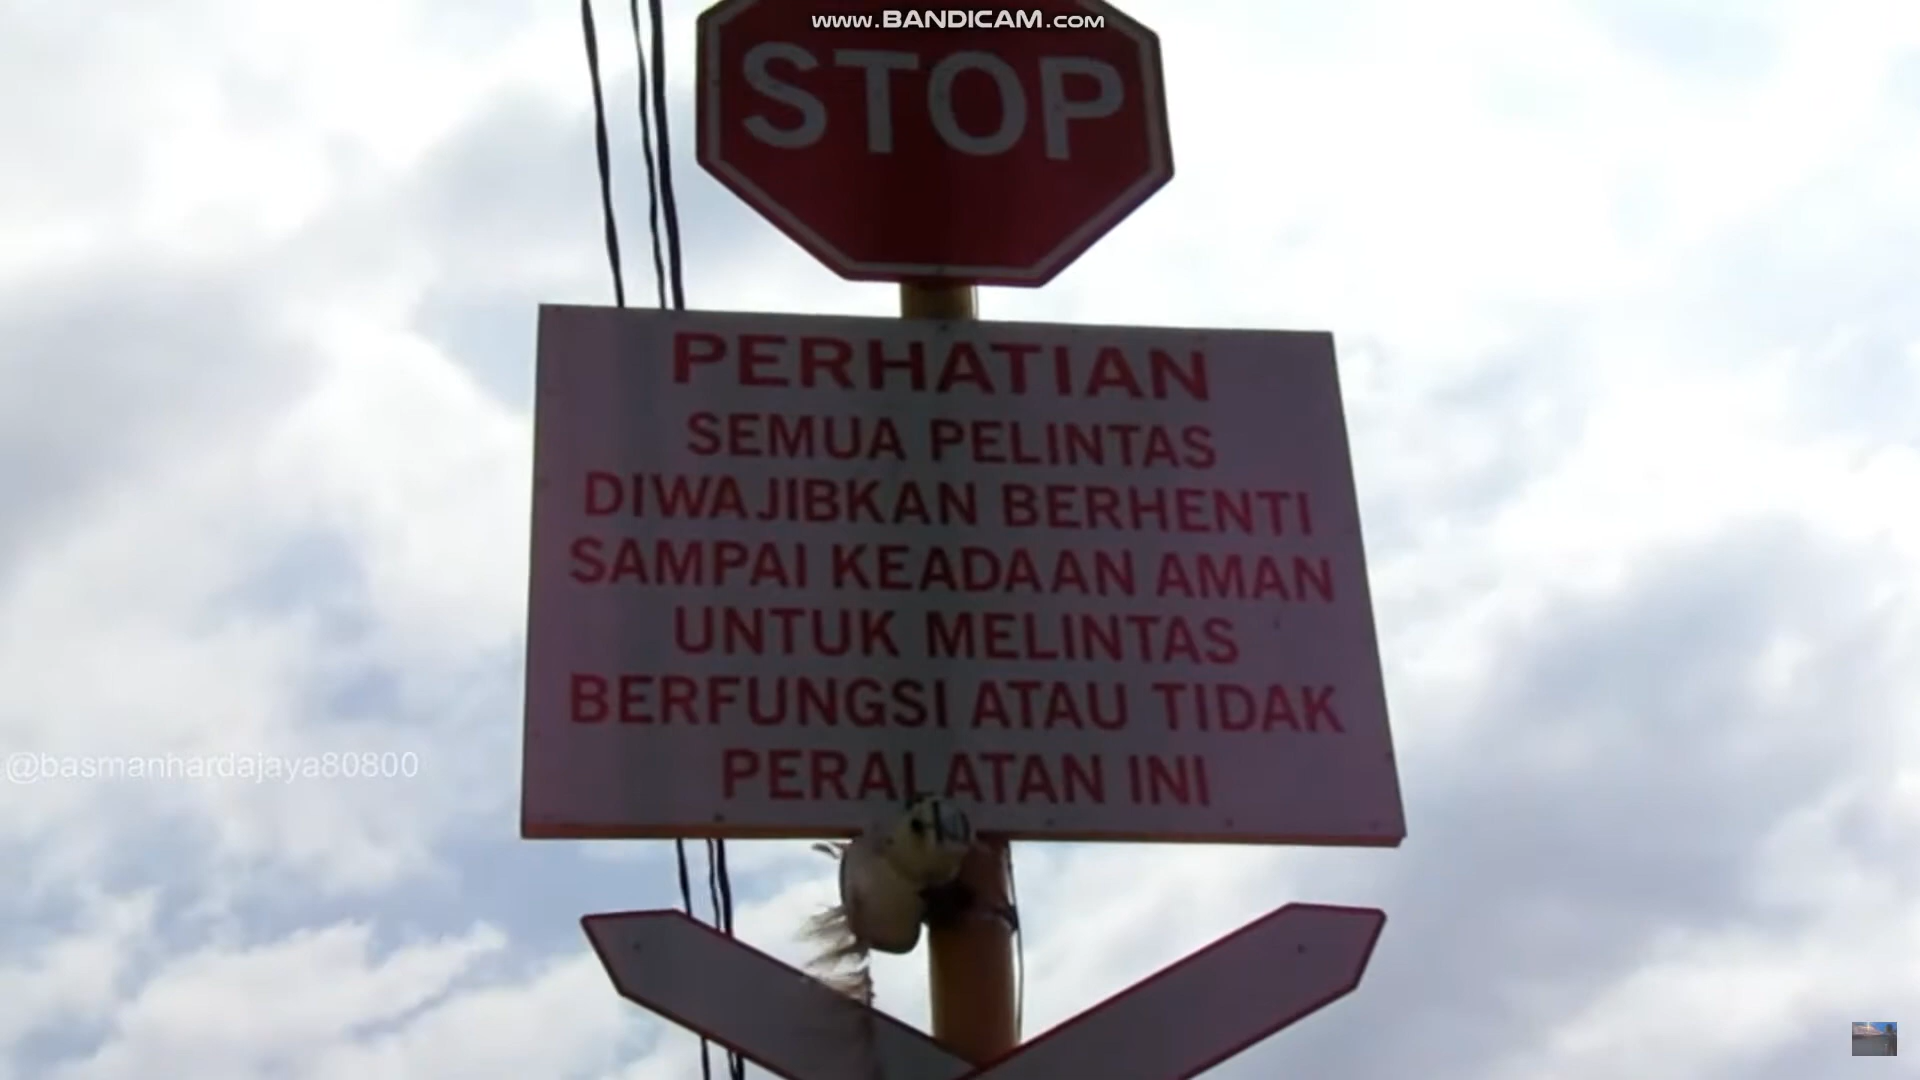 www.BANDICAM.com
STOP
PERHATIAN
SEMUA PELINTAS
DIWAJIBKAN BERHENTI
SAMPAI KEADAAN AMAN
UNTUK MELINTAS
BERFUNGSI ATAU TIDAK
PERALATAN INI
@basmanhardajaya80800